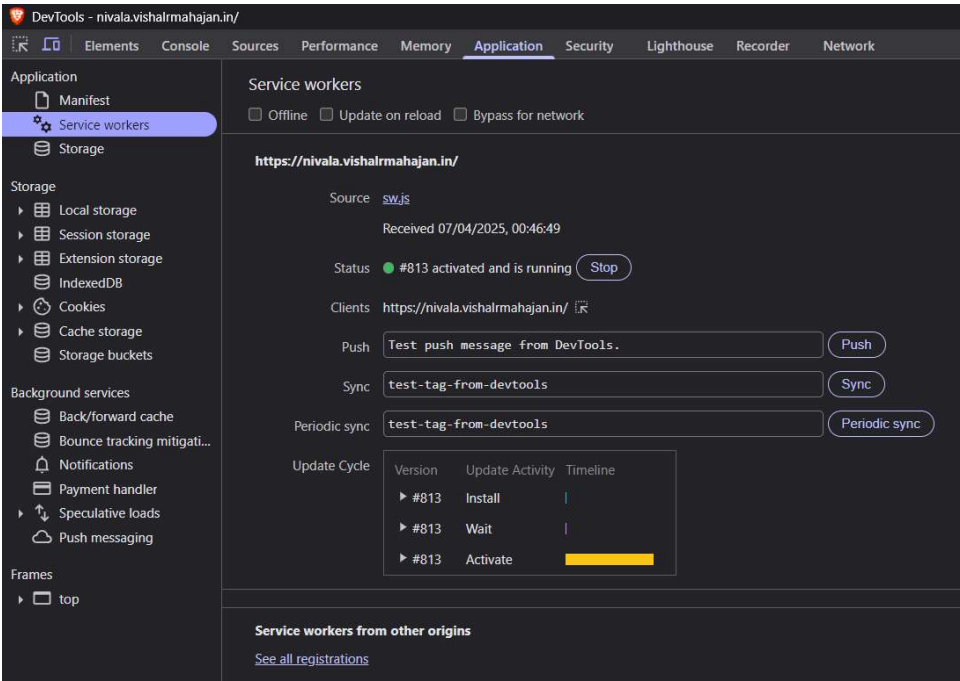 DevTools - nivala.vishalrmahajan.in/
Elements Console Sources Performance Memory Application Security Lighthouse Recorder Network
Application
Manifest
Service workers
Storage
Storage
Local storage
Session storage
Extension storage
IndexedDB
Cookies
Cache storage
Storage buckets
Background services
Back/forward cache
Bounce tracking mitigati...
Notifications
Payment handler
Speculative loads
Push messaging
Frames
top
Service workers
Offline Update on reload Bypass for network
https://nivala.vishalrmahajan.in/
Source sw.js
Received 07/04/2025, 00:46:49
Status #813 activated and is running Stop
Clients https://nivala.vishalrmahajan.in/
Push Test push message from DevTools. Push
Sync test-tag-from-devtools Sync
Periodic sync test-tag-from-devtools Periodic sync
Update Cycle Version Update Activity Timeline
#813 Install
#813 Wait
#813 Activate
Service workers from other origins
See all registrations